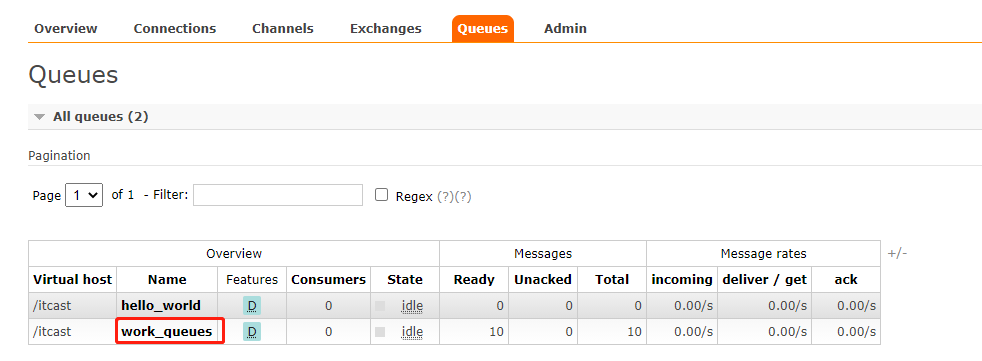 Overview Connections Channels Exchanges Queues Admin
Queues
All queues (2)
Pagination
Page 1 of 1 - Filter: Regex (?)(?)
Overview Messages Message rates +/-
Virtual host Name Features Consumers State Ready Unacked Total incoming deliver / get ack
/itcast hello_world D 0 idle 0 0 0 0.00/s 0.00/s 0.00/s
/itcast work_queues D 0 idle 10 0 10 0.00/s 0.00/s 0.00/s